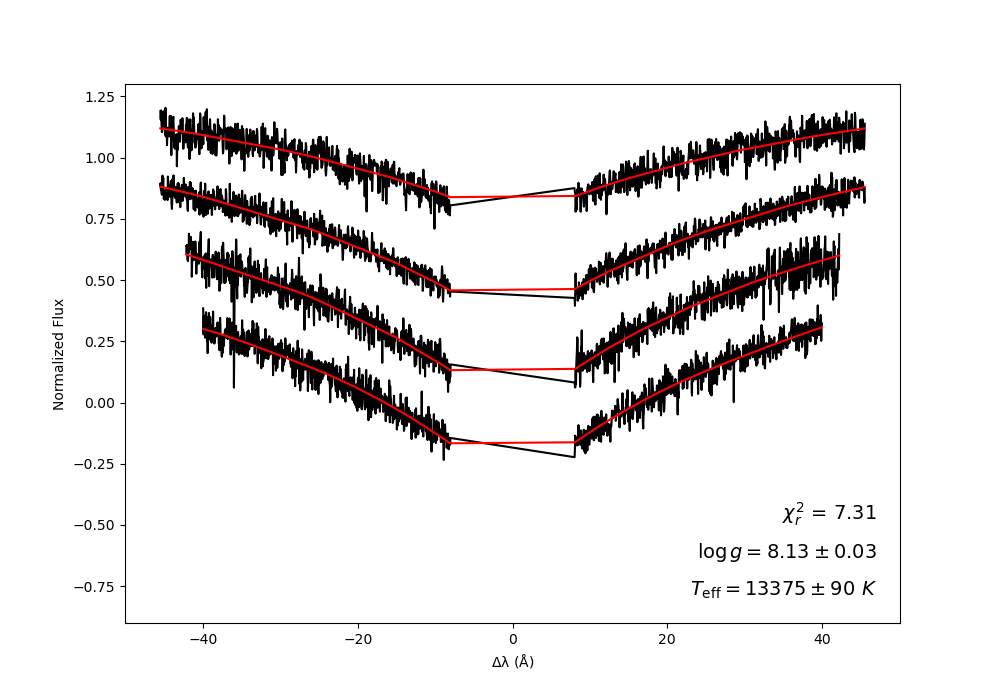 1.25
1.00
0.75
0.50
0.25
0.00
−0.25
−0.50
−0.75
Normalized Flux
χ²ᵣ = 7.31
log g = 8.13 ± 0.03
T_eff = 13375 ± 90 K
−40
−20
0
20
40
Δλ (Å)